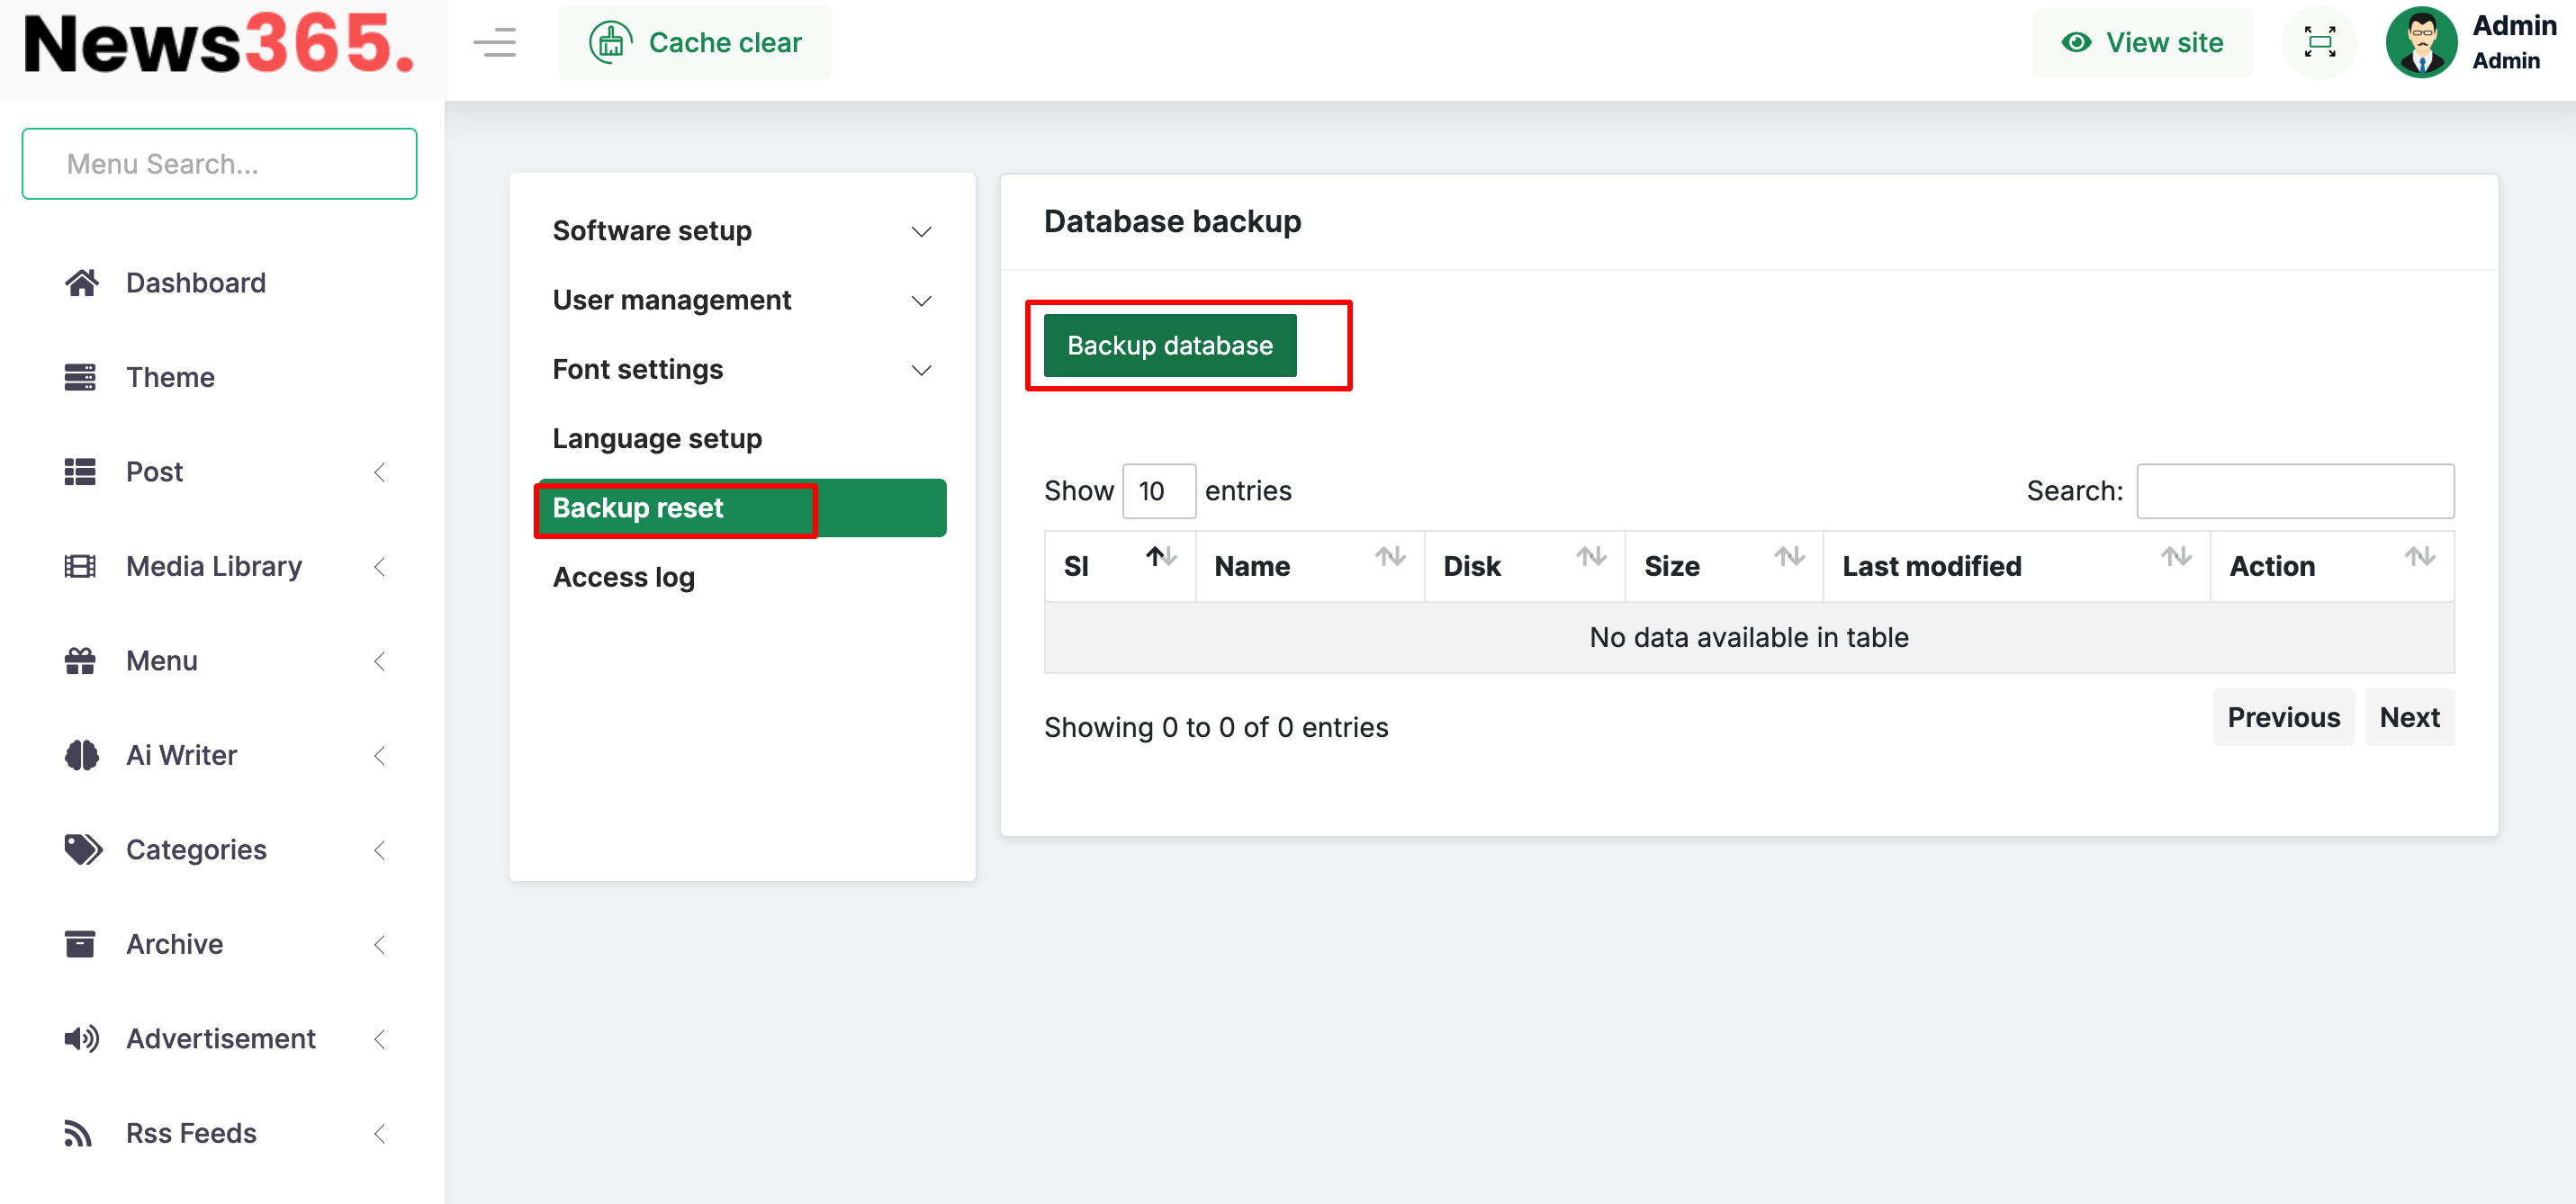 News365.
Cache clear
View site
Admin
Admin
Menu Search...
Dashboard
Theme
Post
Media Library
Menu
Ai Writer
Categories
Archive
Advertisement
Rss Feeds
Software setup
User management
Font settings
Language setup
Backup reset
Access log
Database backup
Backup database
Show 10 entries
Search:
Sl Name Disk Size Last modified Action
No data available in table
Showing 0 to 0 of 0 entries
Previous Next